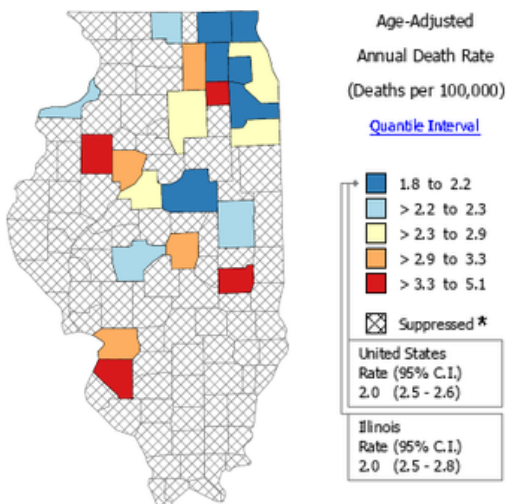 Age-Adjusted
Annual Death Rate
(Deaths per 100,000)
Quantile Interval
1.8 to 2.2
> 2.2 to 2.3
> 2.3 to 2.9
> 2.9 to 3.3
> 3.3 to 5.1
Suppressed *
United States
Rate (95% C.I.)
2.0 (2.5 - 2.6)
Illinois
Rate (95% C.I.)
2.0 (2.5 - 2.8)